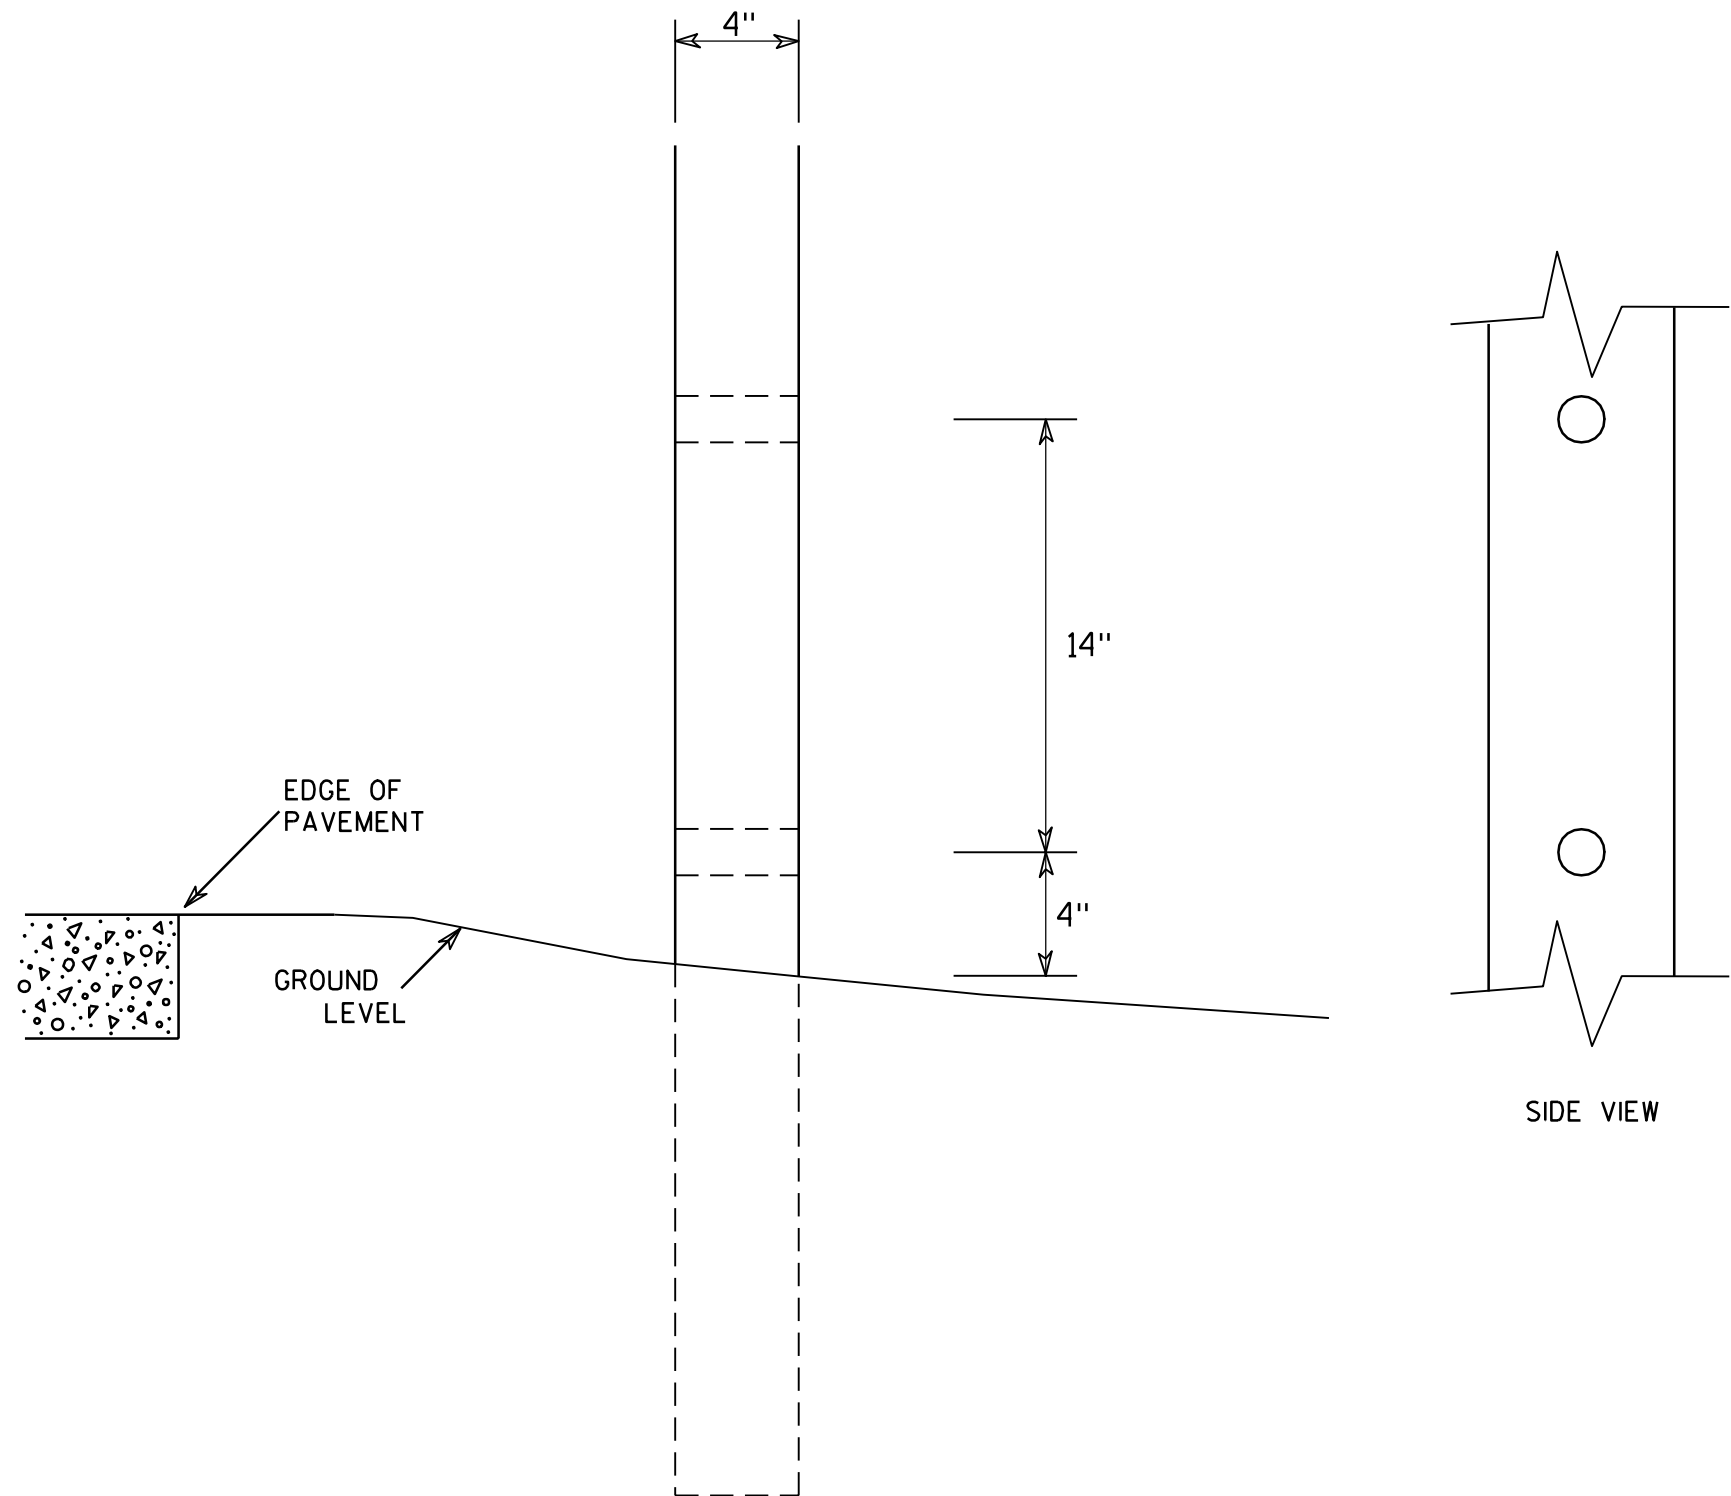 4"
14"
EDGE OF
PAVEMENT
4"
GROUND
LEVEL
SIDE VIEW